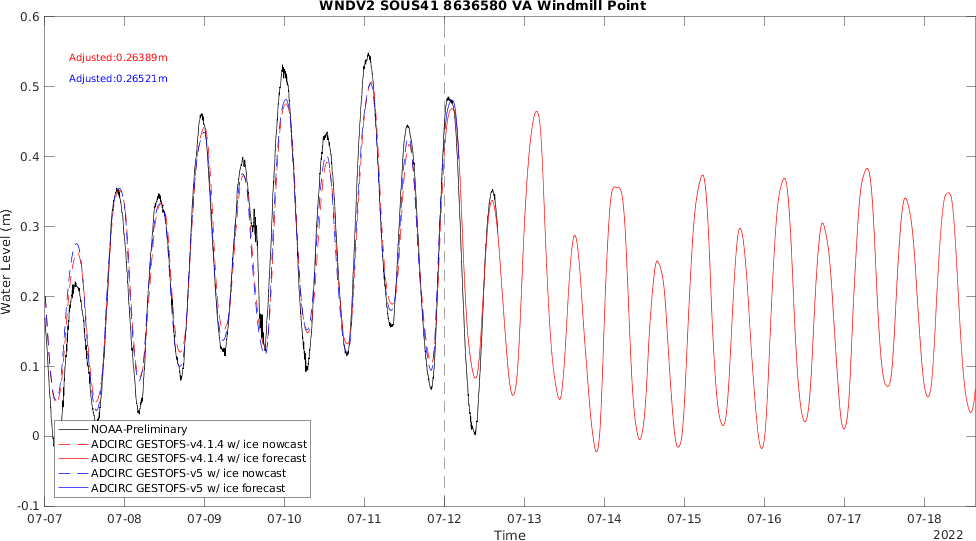 WNDV2 SOUS41 8636580 VA Windmill Point
0.6
Adjusted:0.26389m
Adjusted:0.26521m
0.5
0.4
0.3
0.2
0.1
0
-0.1
Water Level (m)
NOAA-Preliminary
ADCIRC GESTOFS-v4.1.4 w/ ice nowcast
ADCIRC GESTOFS-v4.1.4 w/ ice forecast
ADCIRC GESTOFS-v5 w/ ice nowcast
ADCIRC GESTOFS-v5 w/ ice forecast
07-07 07-08 07-09 07-10 07-11 07-12 07-13 07-14 07-15 07-16 07-17 07-18
Time
2022